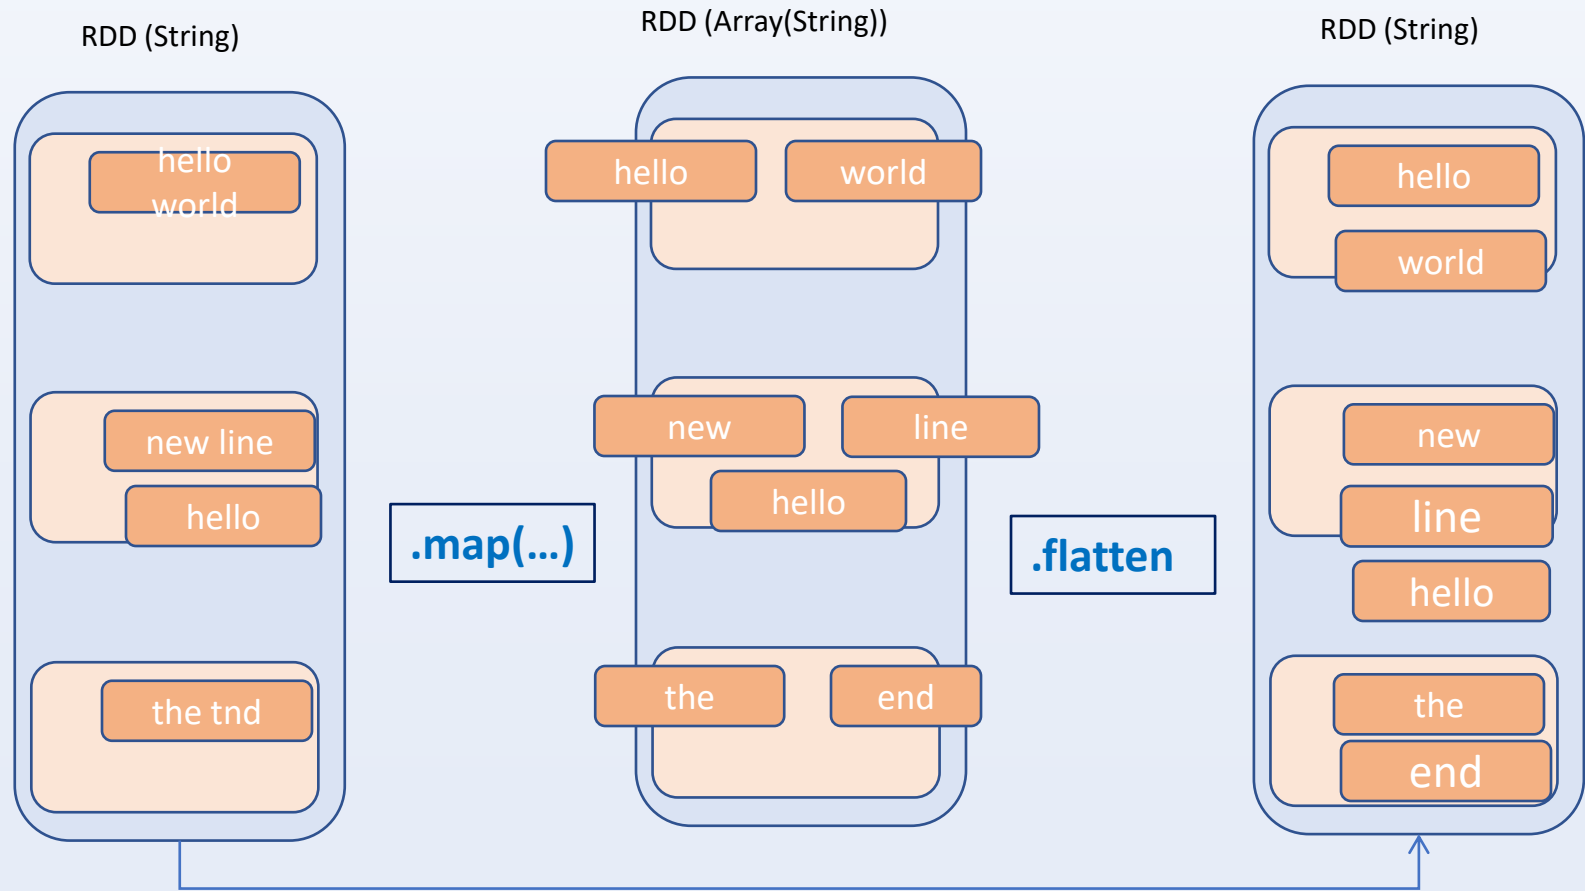 RDD (String)
hello
world
new line
hello
the tnd
.map(...)
RDD (Array(String))
hello world
new line
hello
the end
.flatten
RDD (String)
hello
world
new
line
hello
the
end